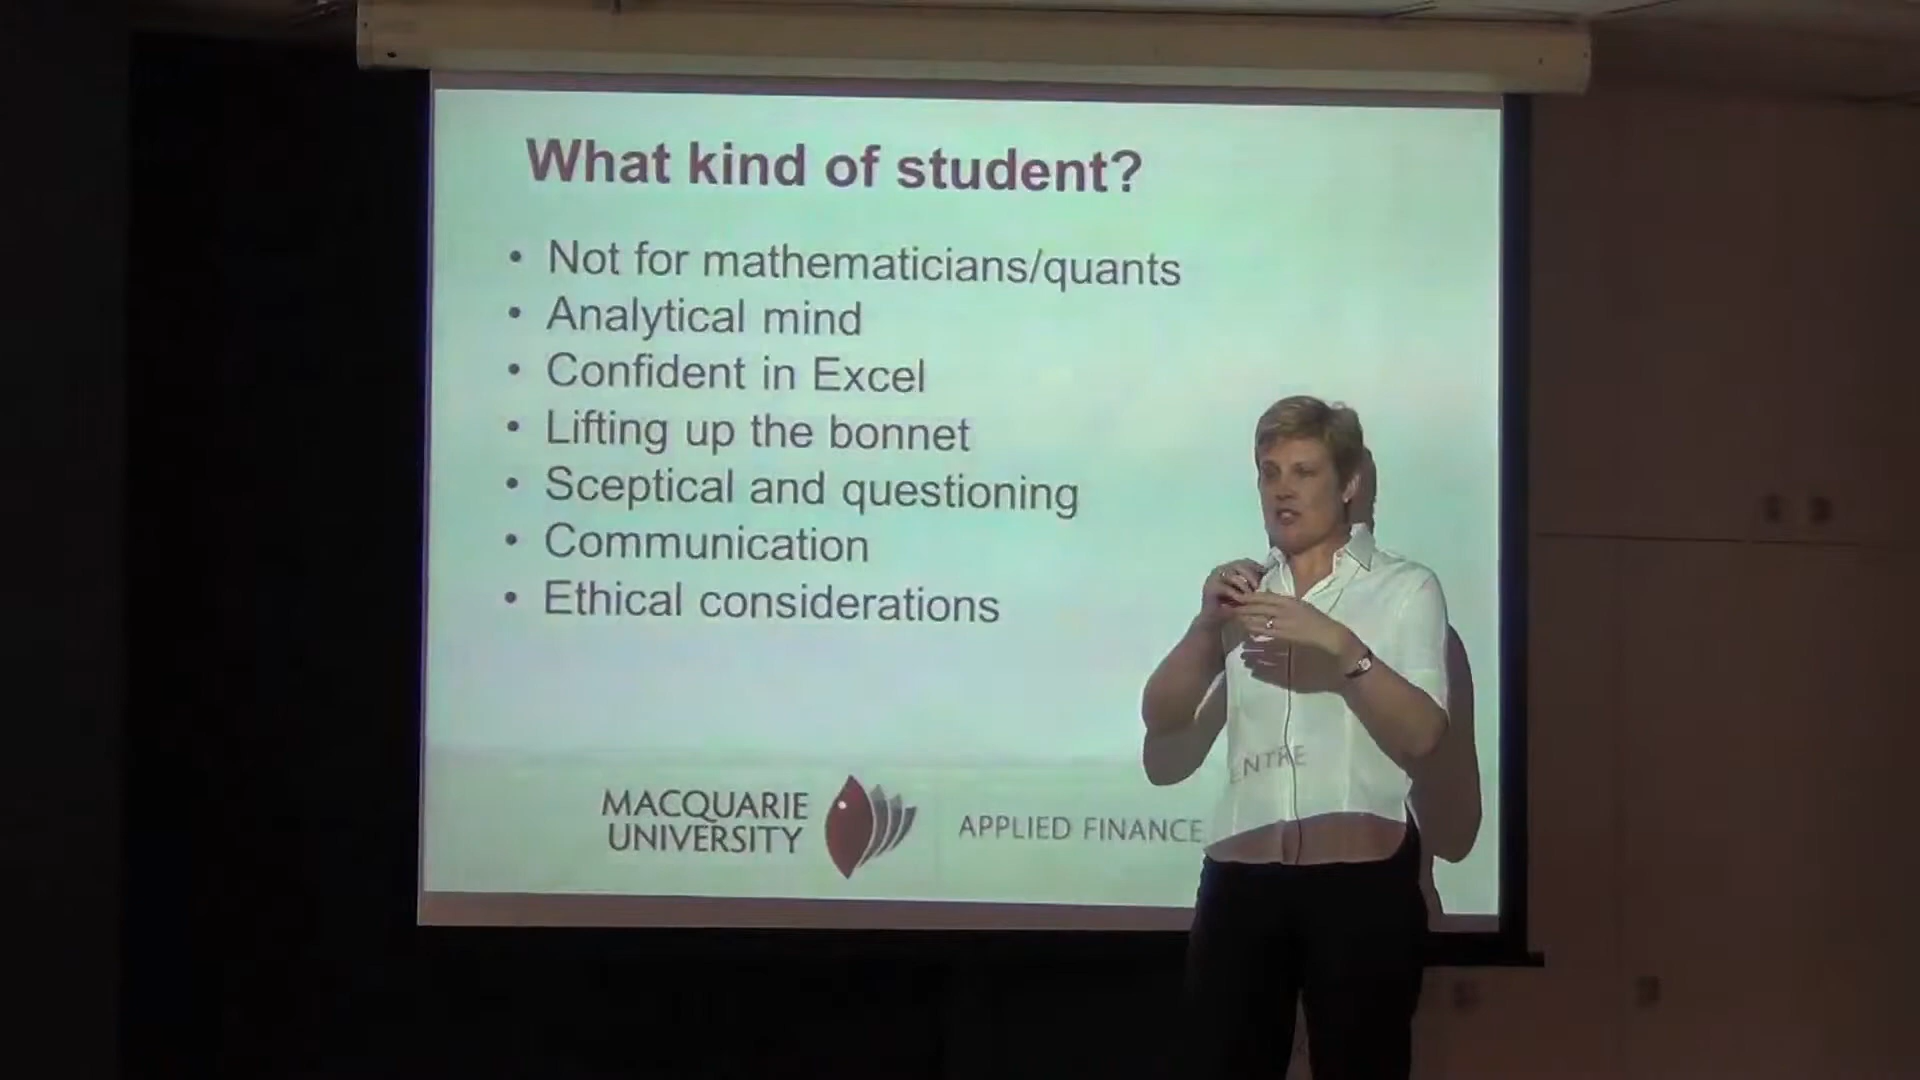 What kind of student?
• Not for mathematicians/quants
• Analytical mind
• Confident in Excel
• Lifting up the bonnet
• Sceptical and questioning
• Communication
• Ethical considerations
MACQUARIE
UNIVERSITY
APPLIED FINANCE
ENTRE